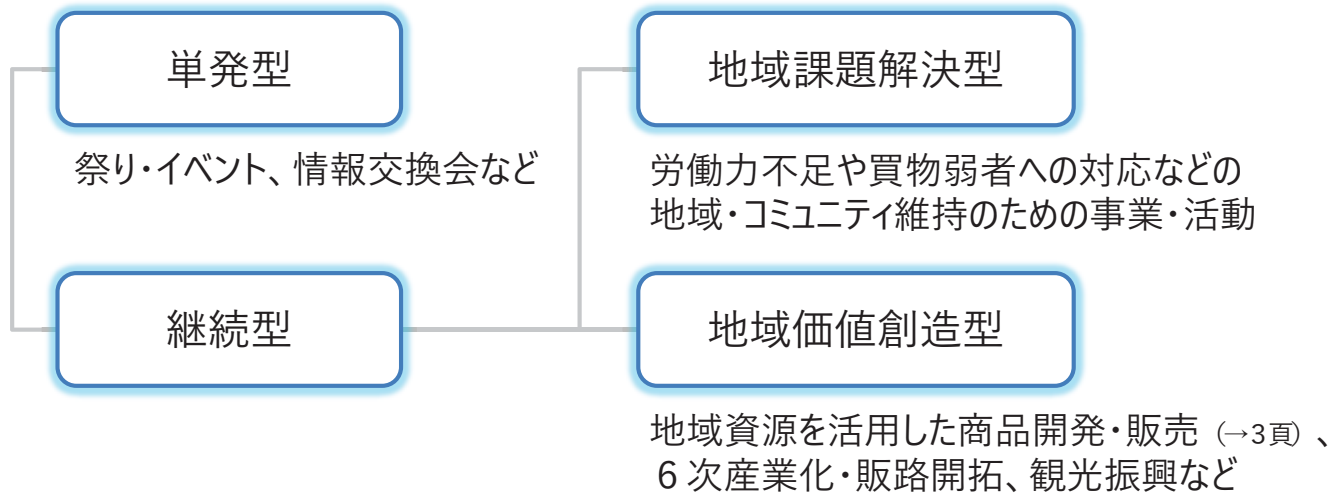 単発型
祭り・イベント、情報交換会など
継続型
地域課題解決型
労働力不足や買物弱者への対応などの
地域・コミュニティ維持のための事業・活動
地域価値創造型
地域資源を活用した商品開発・販売（→3頁）、
６次産業化・販路開拓、観光振興など